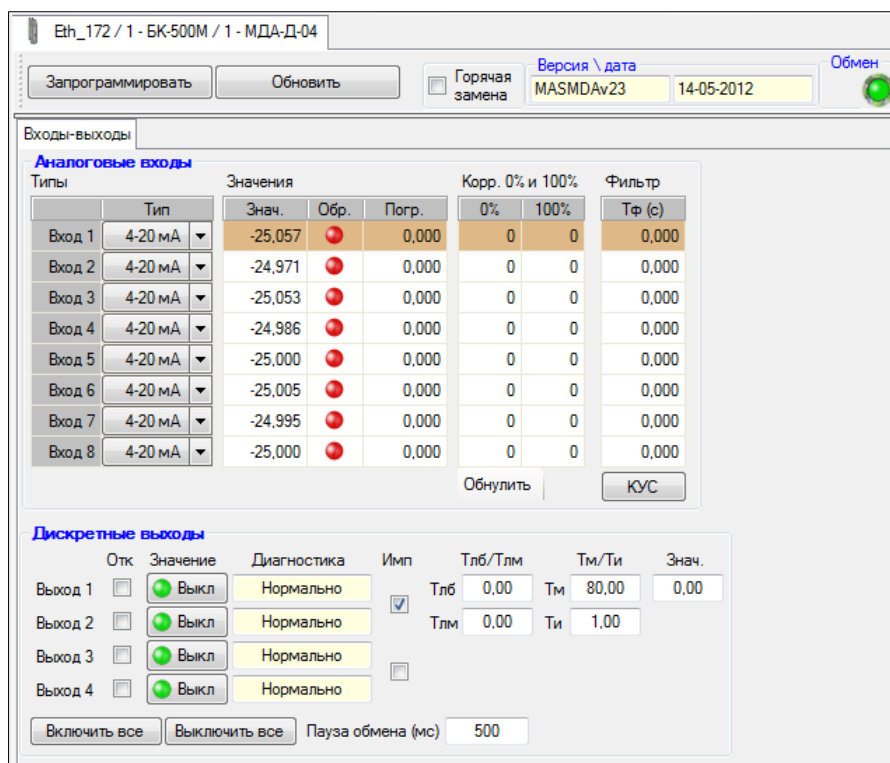 Eth_172 / 1 - БК-500М / 1 - МДА-Д-04
Запрограммировать Обновить Горячая замена Версия \ дата MASMDAv23 14-05-2012 Обмен
Входы-выходы
Аналоговые входы
Типы Значения Корр. 0% и 100% Фильтр
Тип Знач. Обр. Погр. 0% 100% Тф (с)
Вход 1 4-20 мА -25,057 0,000 0 0 0,000
Вход 2 4-20 мА -24,971 0,000 0 0 0,000
Вход 3 4-20 мА -25,053 0,000 0 0 0,000
Вход 4 4-20 мА -24,986 0,000 0 0 0,000
Вход 5 4-20 мА -25,000 0,000 0 0 0,000
Вход 6 4-20 мА -25,005 0,000 0 0 0,000
Вход 7 4-20 мА -24,995 0,000 0 0 0,000
Вход 8 4-20 мА -25,000 0,000 0 0 0,000
Обнулить КУС
Дискретные выходы
Отк Значение Диагностика Имп Тлб/Тлм Тм/Ти Знач.
Выход 1 Выкл Нормально Тлб 0,00 Тм 80,00 0,00
Выход 2 Выкл Нормально Тлм 0,00 Ти 1,00
Выход 3 Выкл Нормально
Выход 4 Выкл Нормально
Включить все Выключить все Пауза обмена (мс) 500